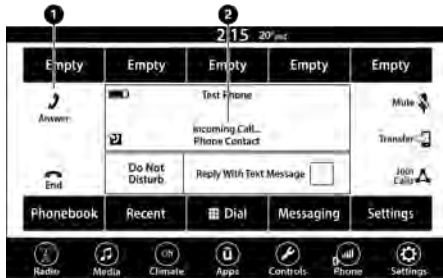 1 2
2:15 20°
Empty Empty Empty Empty Empty
Answer
Test Phone
Mute
Incoming Call...
Phone Contact
Transfer
End
Do Not
Disturb
Reply With Text Message
Join
Calls
Phonebook Recent Dial Messaging Settings
Radio Media Climate Apps Controls Phone Settings
ON